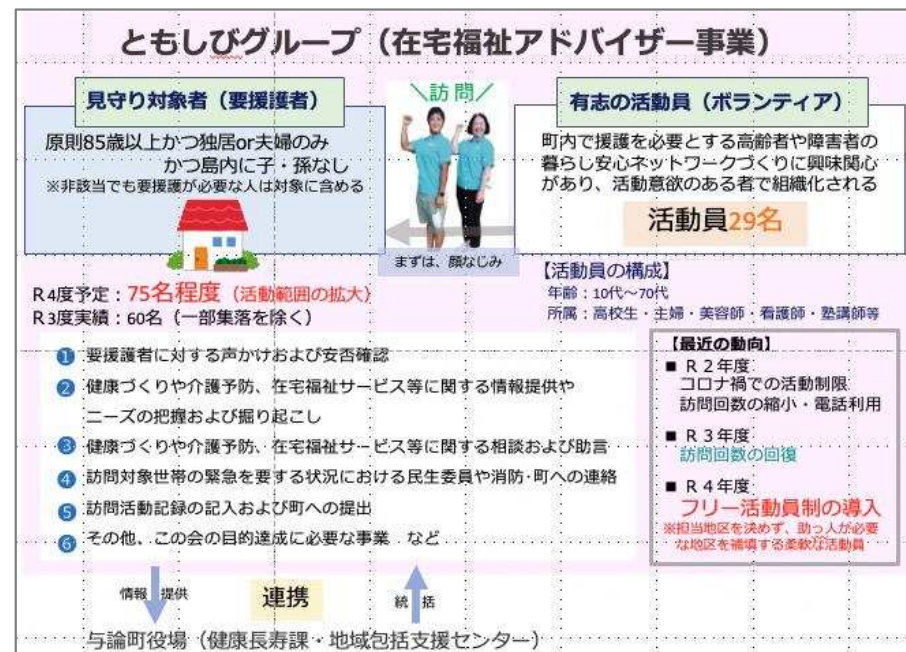 ともしびグループ（在宅福祉アドバイザー事業）
見守り対象者（要援護者）
原則85歳以上かつ独居or夫婦のみ
かつ島内に子・孫なし
※非該当でも要援護が必要な人は対象に含める
＼訪問／
まずは、顔なじみ
有志の活動員（ボランティア）
町内で援護を必要とする高齢者や障害者の
暮らし安心ネットワークづくりに興味関心
があり、活動意欲のある者で組織化される
活動員29名
【活動員の構成】
年齢：10代～70代
所属：高校生・主婦・美容師・看護師・塾講師等
R4度予定：75名程度（活動範囲の拡大）
R3度実績：60名（一部集落を除く）
❶ 要援護者に対する声かけおよび安否確認
❷ 健康づくりや介護予防、在宅福祉サービス等に関する情報提供や
ニーズの把握および掘り起こし
❸ 健康づくりや介護予防、在宅福祉サービス等に関する相談および助言
❹ 訪問対象世帯の緊急を要する状況における民生委員や消防・町への連絡
❺ 訪問活動記録の記入および町への提出
❻ その他、この会の目的達成に必要な事業 など
【最近の動向】
■ R２年度
コロナ禍での活動制限
訪問回数の縮小・電話利用
■ R３年度
訪問回数の回復
■ R４年度
フリー活動員制の導入
※担当地区を決めず、助っ人が必要
な地区を補填する柔軟な活動員
情報 提供
連携
統 括
与論町役場（健康長寿課・地域包括支援センター）